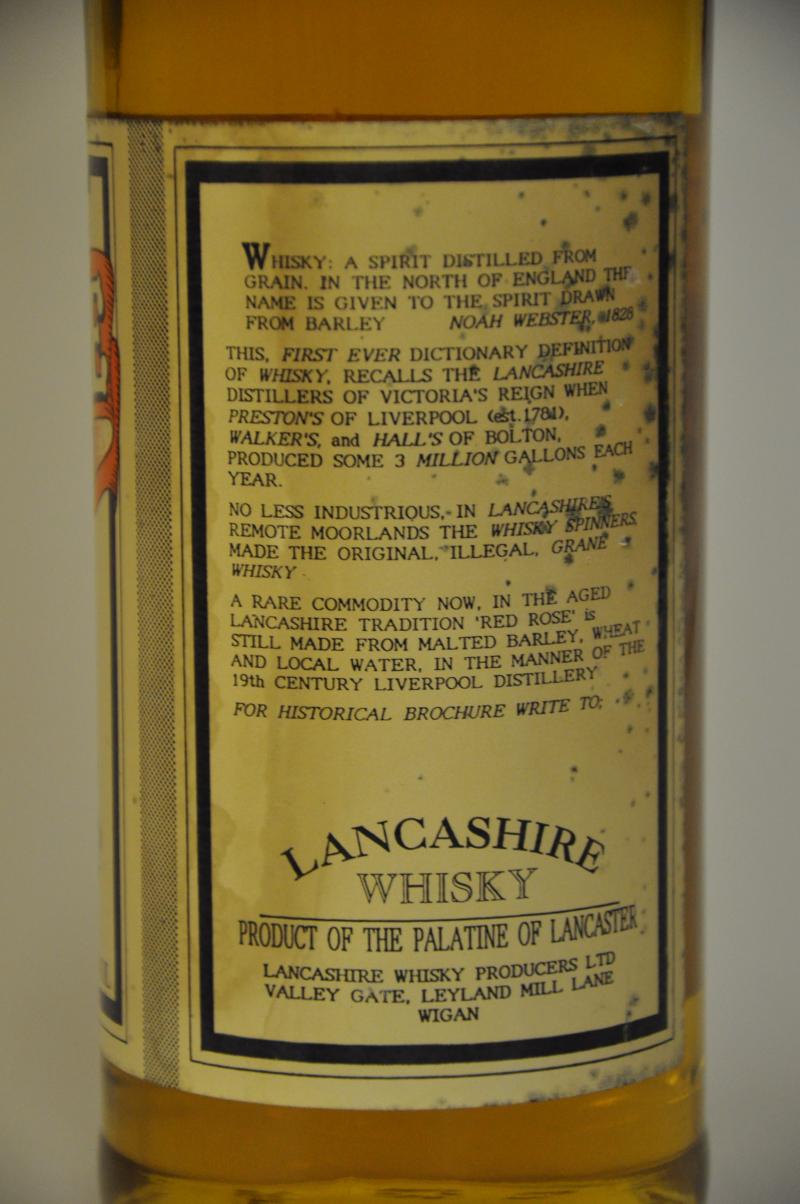 WHISKY: A SPIRIT DISTILLED FROM
GRAIN. IN THE NORTH OF ENGLAND THE
NAME IS GIVEN TO THE SPIRIT DRAWN
FROM BARLEY NOAH WEBSTER, 1828
THIS, FIRST EVER DICTIONARY DEFINITION
OF WHISKY, RECALLS THE LANCASHIRE
DISTILLERS OF VICTORIA'S REIGN WHEN
PRESTON'S OF LIVERPOOL (est. 1781),
WALKER'S, and HALL'S OF BOLTON,
PRODUCED SOME 3 MILLION GALLONS EACH
YEAR.
NO LESS INDUSTRIOUS, IN LANCASHIRE'S
REMOTE MOORLANDS THE WHISKY SPINNERS
MADE THE ORIGINAL, ILLEGAL, GRANE
WHISKY
A RARE COMMODITY NOW, IN THE AGED
LANCASHIRE TRADITION 'RED ROSE' is
STILL MADE FROM MALTED BARLEY, WHEAT
AND LOCAL WATER, IN THE MANNER OF THE
19th CENTURY LIVERPOOL DISTILLERY
FOR HISTORICAL BROCHURE WRITE TO:
LANCASHIRE
WHISKY
PRODUCT OF THE PALATINE OF LANCASTER
LANCASHIRE WHISKY PRODUCERS LTD
VALLEY GATE, LEYLAND MILL LANE
WIGAN